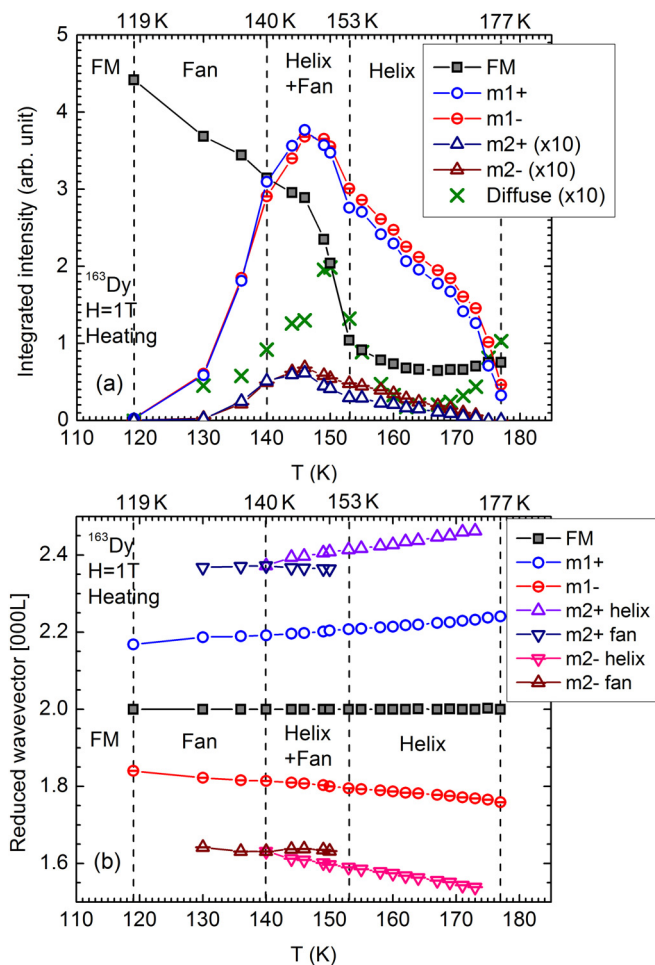 119 K 140 K 153 K 177 K
5
4
3
2
1
0
Integrated intensity (arb. unit)
FM Fan Helix +Fan Helix
FM
m1+
m1-
m2+ (x10)
m2- (x10)
Diffuse (x10)
¹⁶³Dy
H=1T
Heating
(a)
110 120 130 140 150 160 170 180
T (K)
119 K 140 K 153 K 177 K
2.4
2.2
2.0
1.8
1.6
Reduced wavevector [000L]
¹⁶³Dy
H=1T
Heating
FM
m1+
m1-
m2+ helix
m2+ fan
m2- helix
m2- fan
FM Fan Helix +Fan Helix
(b)
110 120 130 140 150 160 170 180
T (K)